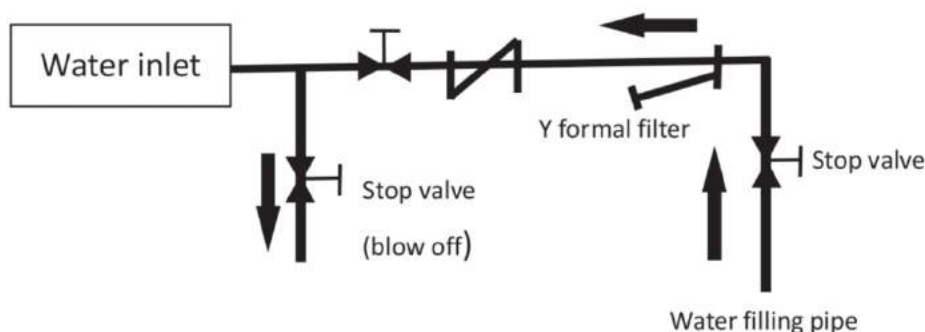 Water inlet
Y formal filter
Stop valve
Stop valve
(blow off)
Water filling pipe